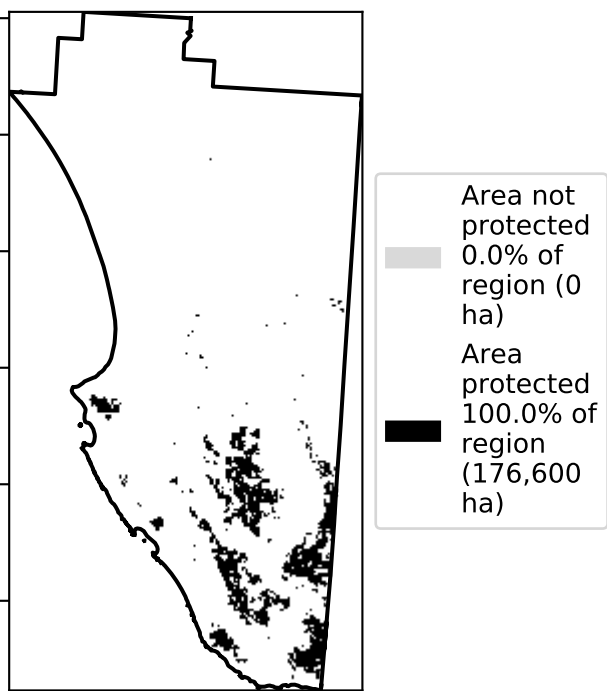 Area not
protected
0.0% of
region (0
ha)
Area
protected
100.0% of
region
(176,600
ha)